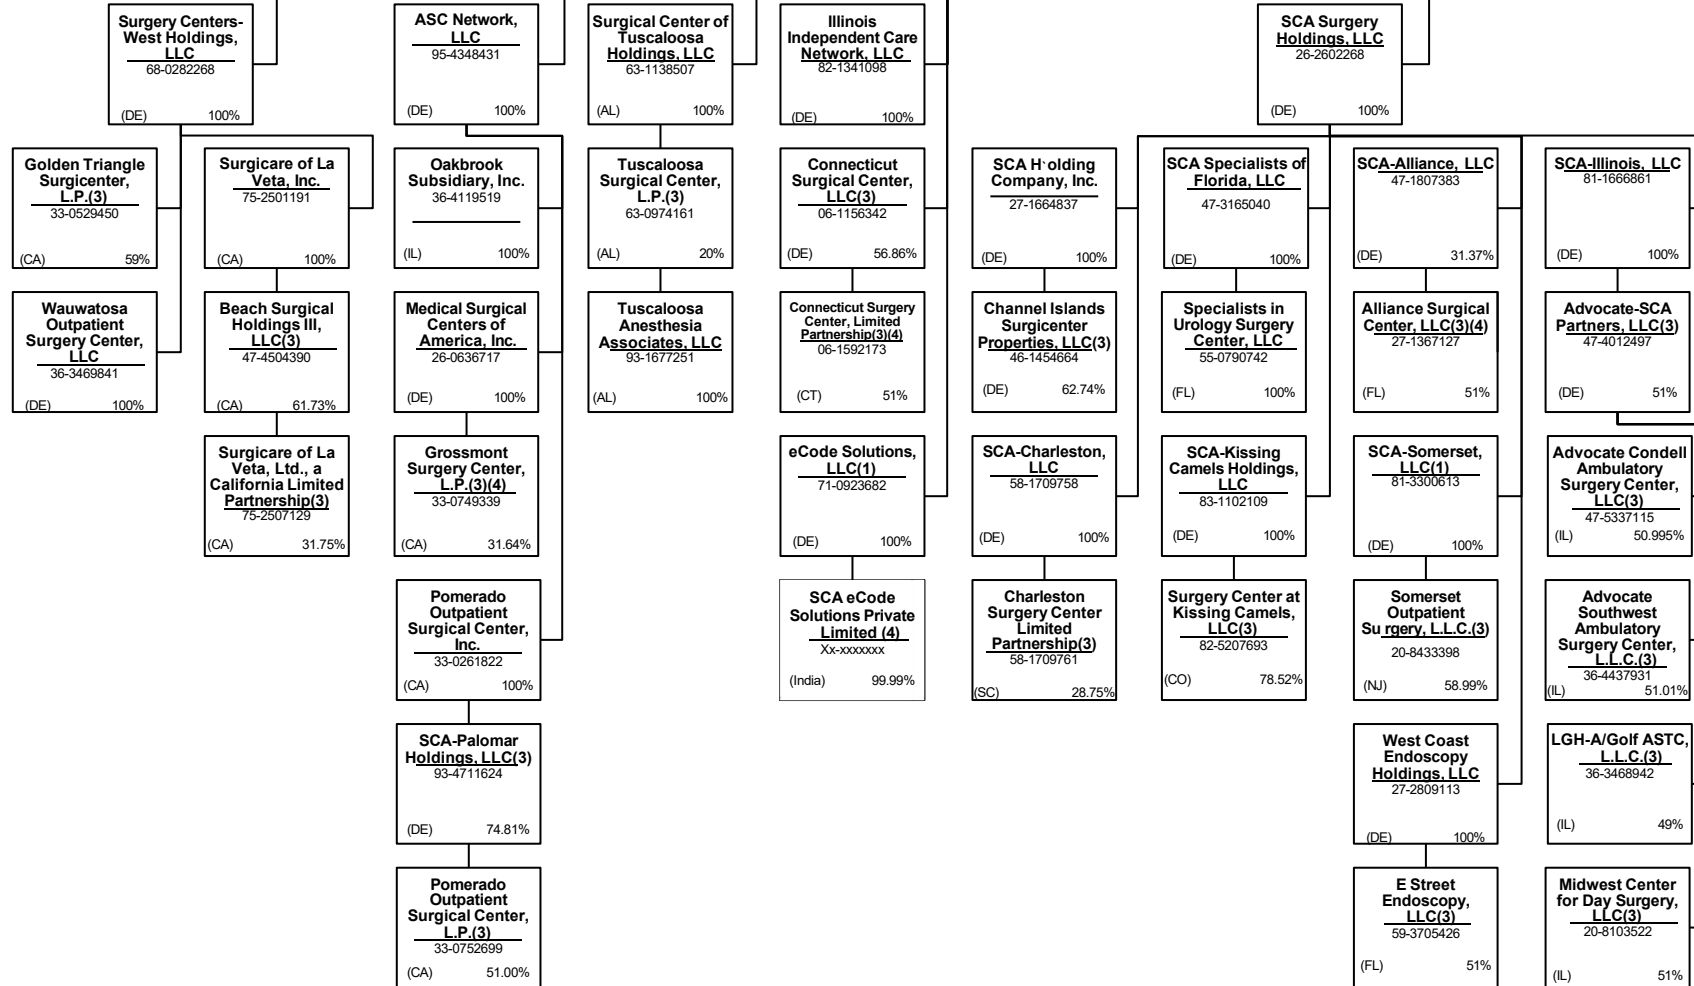 Surgery Centers-
West Holdings,
LLC
68-0282268
(DE) 100%
ASC Network,
LLC
95-4348431
(DE) 100%
Surgical Center of
Tuscaloosa
Holdings, LLC
63-1138507
(AL) 100%
Illinois
Independent Care
Network, LLC
82-1341098
(DE) 100%
SCA Surgery
Holdings, LLC
26-2602268
(DE) 100%
Golden Triangle
Surgicenter,
L.P.(3)
33-0529450
(CA) 59%
Surgicare of La
Veta, Inc.
75-2501191
(CA) 100%
Oakbrook
Subsidiary, Inc.
36-4119519
(IL) 100%
Tuscaloosa
Surgical Center,
L.P.(3)
63-0974161
(AL) 20%
Connecticut
Surgical Center,
LLC(3)
06-1156342
(DE) 56.86%
SCA H`olding
Company, Inc.
27-1664837
(DE) 100%
SCA Specialists of
Florida, LLC
47-3165040
(DE) 100%
SCA-Alliance, LLC
47-1807383
(DE) 31.37%
SCA-Illinois, LLC
81-1666861
(DE) 100%
Wauwatosa
Outpatient
Surgery Center,
LLC
36-3469841
(DE) 100%
Beach Surgical
Holdings III,
LLC(3)
47-4504390
(CA) 61.73%
Medical Surgical
Centers of
America, Inc.
26-0636717
(DE) 100%
Tuscaloosa
Anesthesia
Associates, LLC
93-1677251
(AL) 100%
Connecticut Surgery
Center, Limited
Partnership(3)(4)
06-1592173
(CT) 51%
Channel Islands
Surgicenter
Properties, LLC(3)
46-1454664
(DE) 62.74%
Specialists in
Urology Surgery
Center, LLC
55-0790742
(FL) 100%
Alliance Surgical
Center, LLC(3)(4)
27-1367127
(FL) 51%
Advocate-SCA
Partners, LLC(3)
47-4012497
(DE) 51%
Surgicare of La
Veta, Ltd., a
California Limited
Partnership(3)
75-2507129
(CA) 31.75%
Grossmont
Surgery Center,
L.P.(3)(4)
33-0749339
(CA) 31.64%
eCode Solutions,
LLC(1)
71-0923682
(DE) 100%
SCA-Charleston,
LLC
58-1709758
(DE) 100%
SCA-Kissing
Camels Holdings,
LLC
83-1102109
(DE) 100%
SCA-Somerset,
LLC(1)
81-3300613
(DE) 100%
Advocate Condell
Ambulatory
Surgery Center,
LLC(3)
47-5337115
(IL) 50.995%
Pomerado
Outpatient
Surgical Center,
Inc.
33-0261822
(CA) 100%
SCA eCode
Solutions Private
Limited (4)
Xx-xxxxxxx
(India) 99.99%
Charleston
Surgery Center
Limited
Partnership(3)
58-1709761
(SC) 28.75%
Surgery Center at
Kissing Camels,
LLC(3)
82-5207693
(CO) 78.52%
Somerset
Outpatient
Su rgery, L.L.C.(3)
20-8433398
(NJ) 58.99%
Advocate
Southwest
Ambulatory
Surgery Center,
L.L.C.(3)
36-4437931
(IL) 51.01%
SCA-Palomar
Holdings, LLC(3)
93-4711624
(DE) 74.81%
West Coast
Endoscopy
Holdings, LLC
27-2809113
(DE) 100%
LGH-A/Golf ASTC,
L.L.C.(3)
36-3468942
(IL) 49%
Pomerado
Outpatient
Surgical Center,
L.P.(3)
33-0752699
(CA) 51.00%
E Street
Endoscopy,
LLC(3)
59-3705426
(FL) 51%
Midwest Center
for Day Surgery,
LLC(3)
20-8103522
(IL) 51%